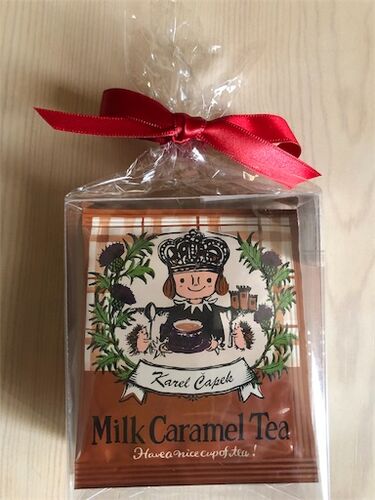 Karel Čapek
Milk Caramel Tea
Have a nice cup of tea!